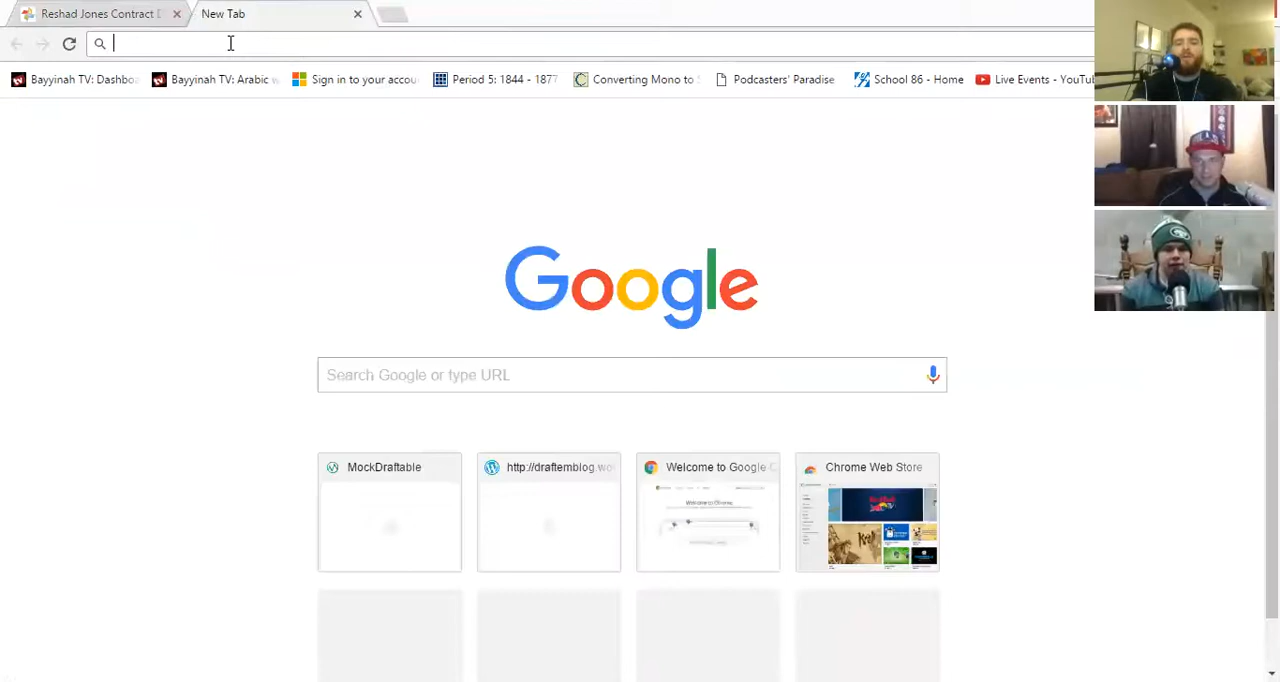 Reshad Jones Contract D
New Tab
Bayyinah TV: Dashbo
Bayyinah TV: Arabic w
Sign in to your accou
Period 5: 1844 - 1877
Converting Mono to S
Podcasters' Paradise
School 86 - Home
Live Events - YouTu
Google
Search Google or type URL
MockDraftable
http://draftemblog.wo
Welcome to Google C
Chrome Web Store